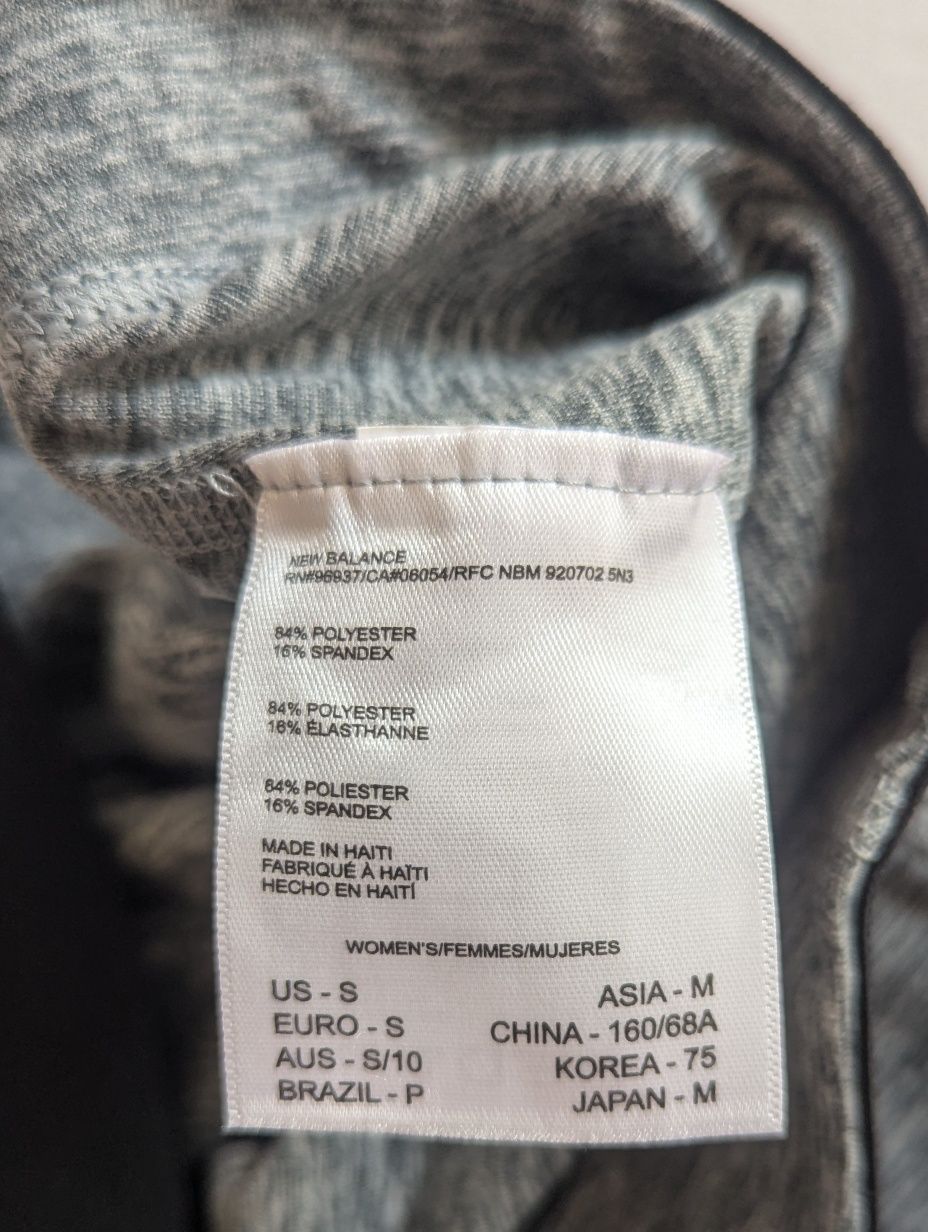 NEW BALANCE
RN#96937/CA#06054/RFC NBM 920702 5N3
84% POLYESTER
16% SPANDEX
84% POLYESTER
16% ÉLASTHANNE
84% POLIESTER
16% SPANDEX
MADE IN HAITI
FABRIQUÉ À HAÏTI
HECHO EN HAITÍ
WOMEN'S/FEMMES/MUJERES
US - S
EURO - S
AUS - S/10
BRAZIL - P
ASIA - M
CHINA - 160/68A
KOREA - 75
JAPAN - M